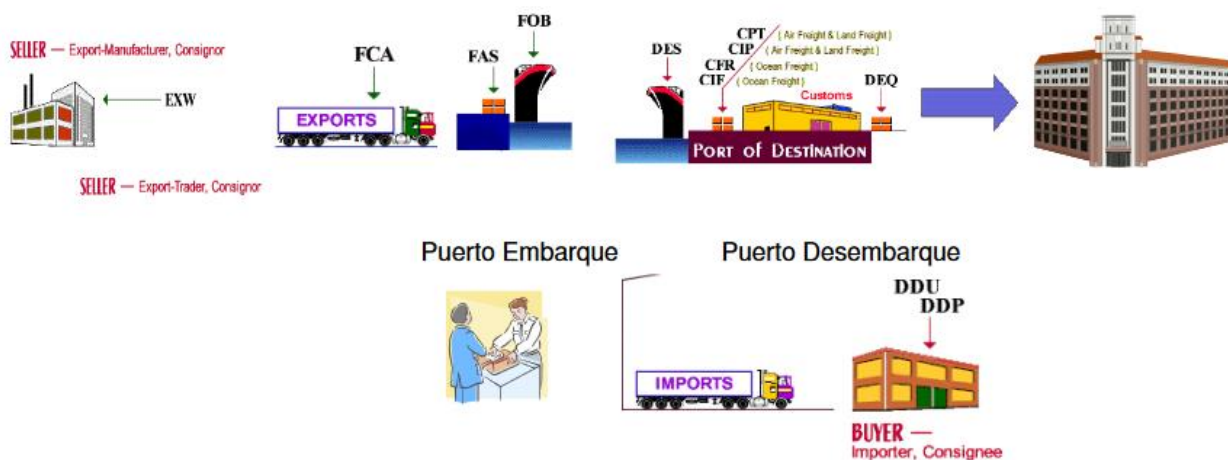 SELLER — Export-Manufacturer, Consignor
EXW
SELLER — Export-Trader, Consignor
FCA
EXPORTS
FAS
FOB
DES
CPT ( Air Freight & Land Freight )
CIP ( Air Freight & Land Freight )
CFR ( Ocean Freight )
CIF ( Ocean Freight )
Customs
DEQ
PORT OF DESTINATION
Puerto Embarque
Puerto Desembarque
DDU
DDP
IMPORTS
BUYER —
Importer, Consignee